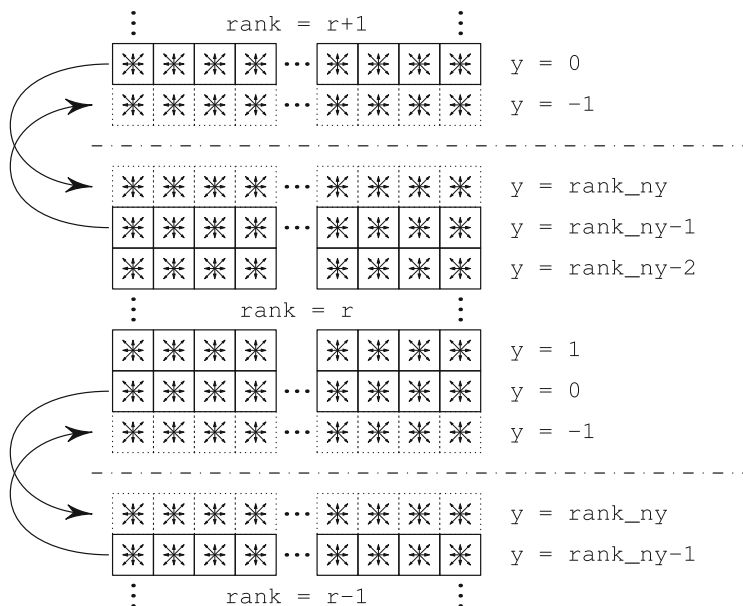 rank = r+1
y = 0
y = -1
y = rank_ny
y = rank_ny-1
y = rank_ny-2
rank = r
y = 1
y = 0
y = -1
y = rank_ny
y = rank_ny-1
rank = r-1